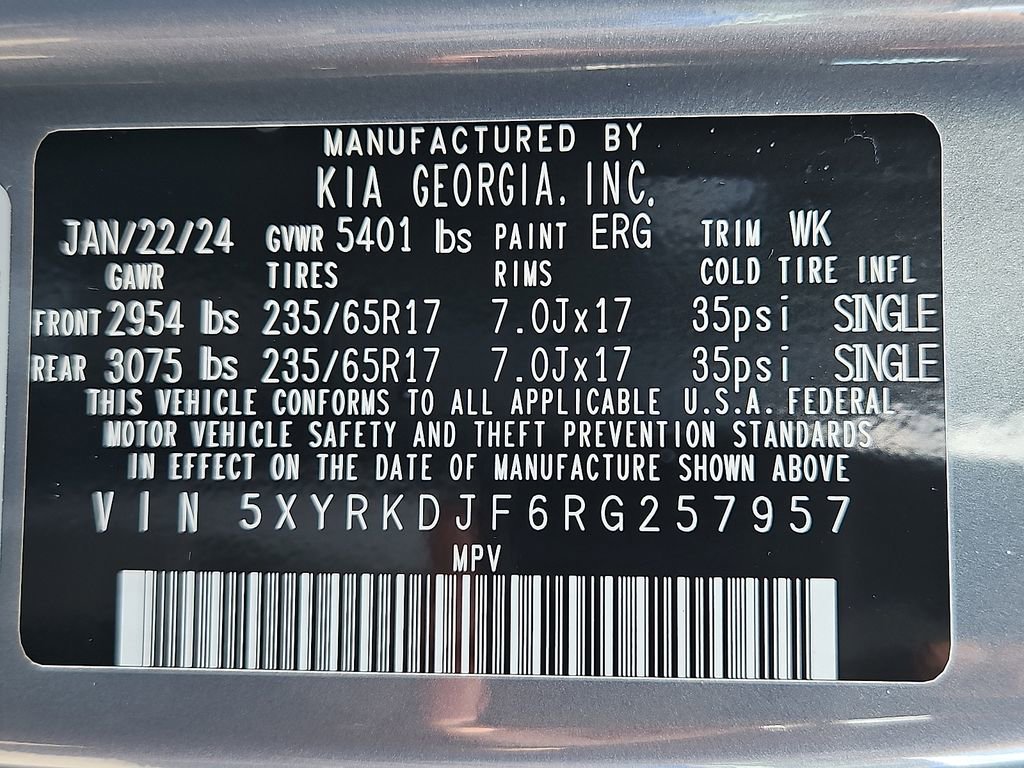 MANUFACTURED BY
KIA GEORGIA, INC.
JAN/22/24 GVWR 5401 lbs PAINT ERG TRIM WK
GAWR TIRES RIMS COLD TIRE INFL
FRONT 2954 lbs 235/65R17 7.0Jx17 35psi SINGLE
REAR 3075 lbs 235/65R17 7.0Jx17 35psi SINGLE
THIS VEHICLE CONFORMS TO ALL APPLICABLE U.S.A. FEDERAL
MOTOR VEHICLE SAFETY AND THEFT PREVENTION STANDARDS
IN EFFECT ON THE DATE OF MANUFACTURE SHOWN ABOVE
VIN 5XYRKDJF6RG257957
MPV